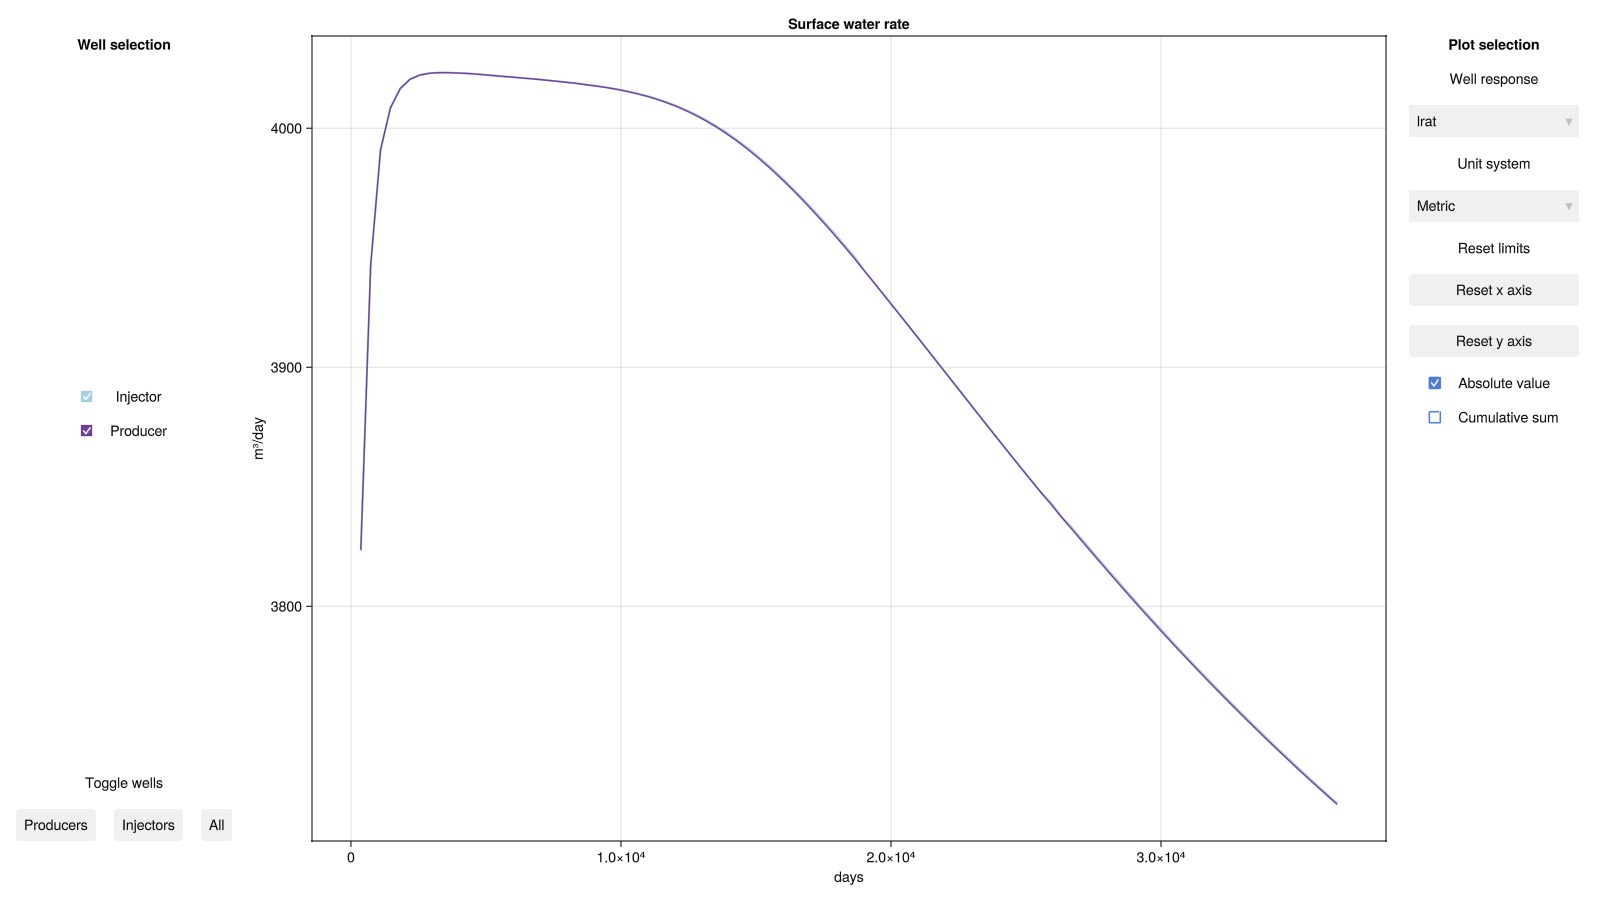 Surface water rate
Well selection
Injector
Producer
Toggle wells
Producers Injectors All
4000
3900
3800
m³/day
0 1.0×10⁴ 2.0×10⁴ 3.0×10⁴
days
Plot selection
Well response
lrat
Unit system
Metric
Reset limits
Reset x axis
Reset y axis
Absolute value
Cumulative sum